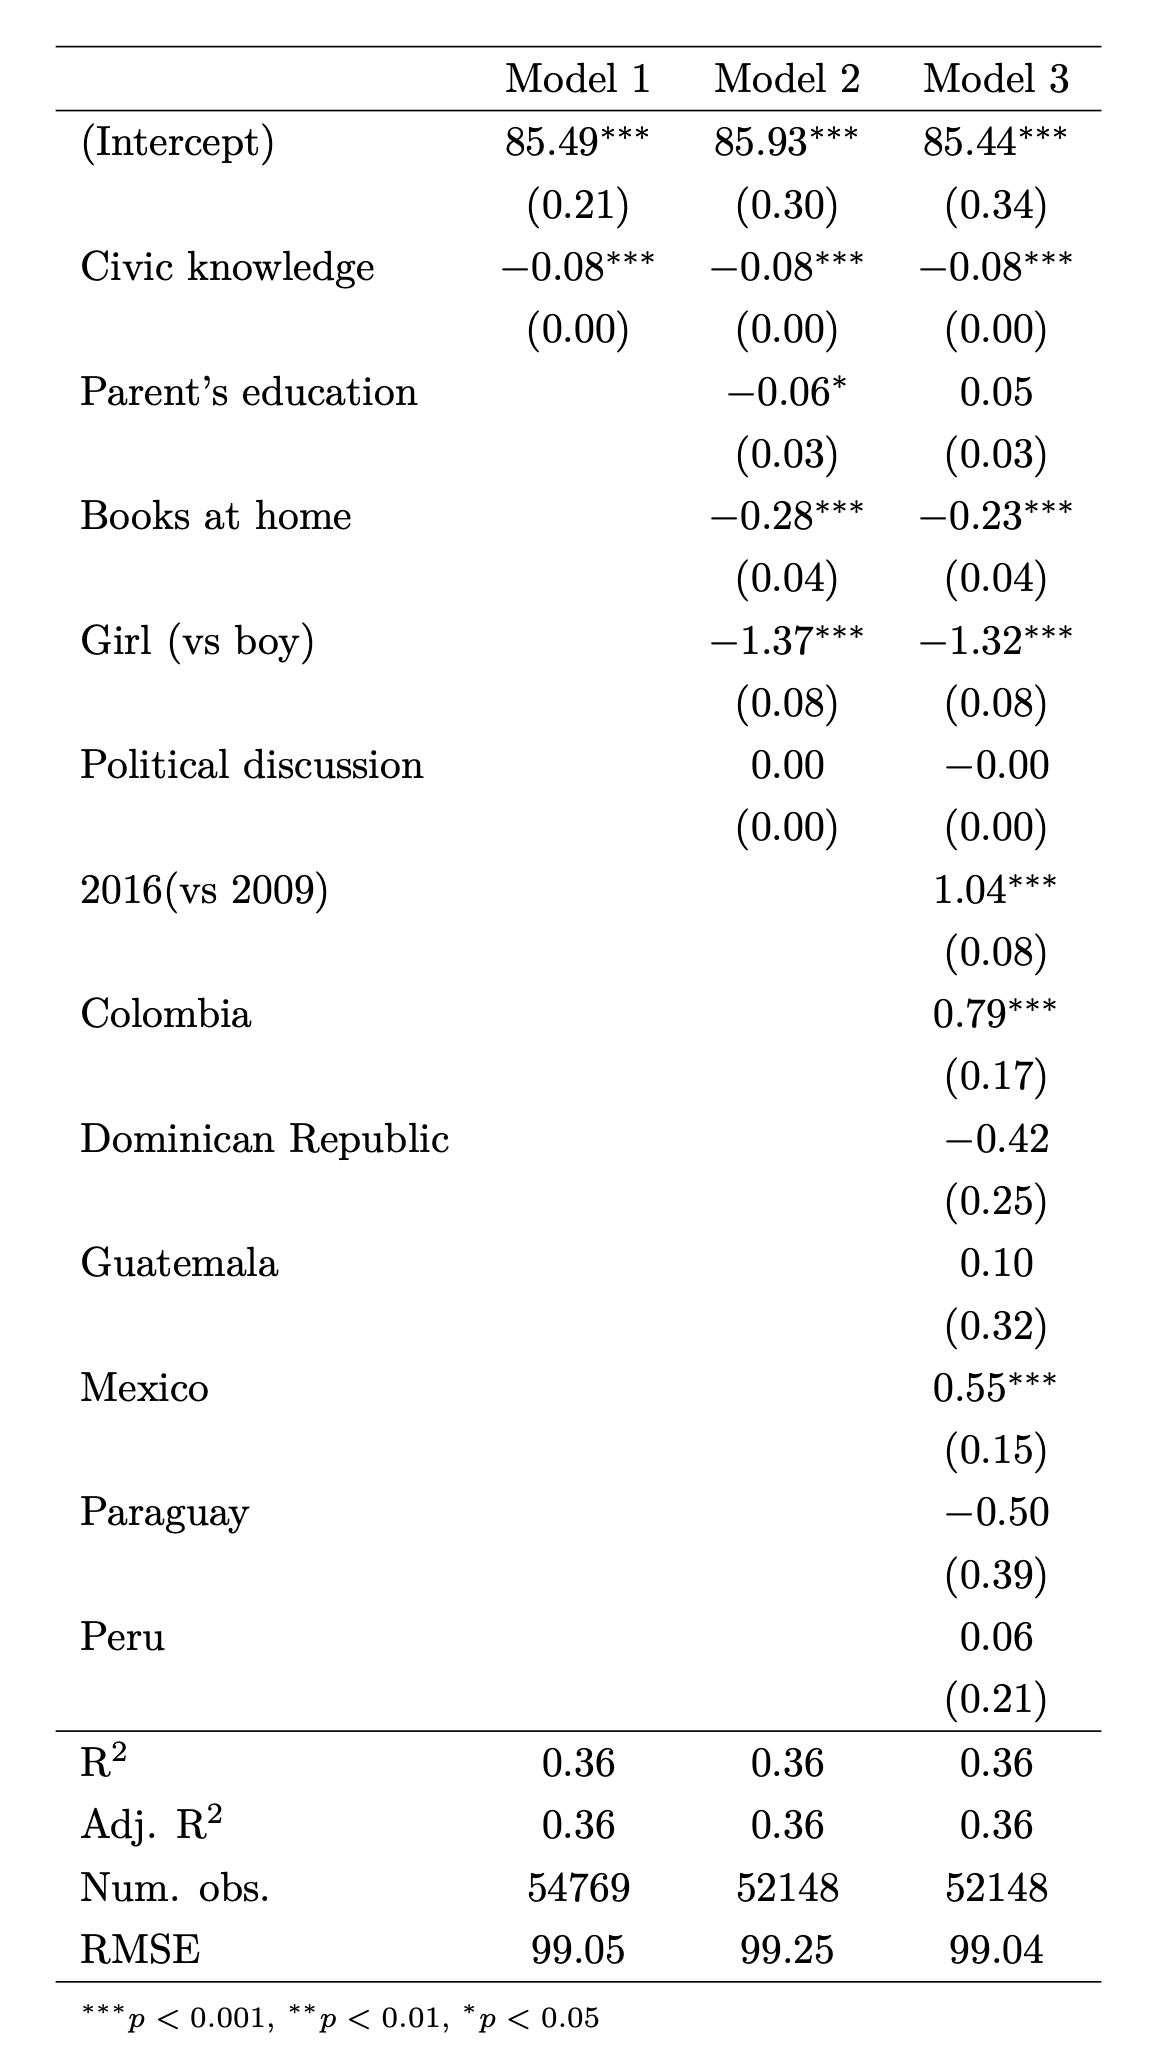 Model 1 Model 2 Model 3
(Intercept) 85.49*** 85.93*** 85.44***
(0.21) (0.30) (0.34)
Civic knowledge −0.08*** −0.08*** −0.08***
(0.00) (0.00) (0.00)
Parent’s education −0.06* 0.05
(0.03) (0.03)
Books at home −0.28*** −0.23***
(0.04) (0.04)
Girl (vs boy) −1.37*** −1.32***
(0.08) (0.08)
Political discussion 0.00 −0.00
(0.00) (0.00)
2016(vs 2009) 1.04***
(0.08)
Colombia 0.79***
(0.17)
Dominican Republic −0.42
(0.25)
Guatemala 0.10
(0.32)
Mexico 0.55***
(0.15)
Paraguay −0.50
(0.39)
Peru 0.06
(0.21)
R² 0.36 0.36 0.36
Adj. R² 0.36 0.36 0.36
Num. obs. 54769 52148 52148
RMSE 99.05 99.25 99.04
***p < 0.001, **p < 0.01, *p < 0.05